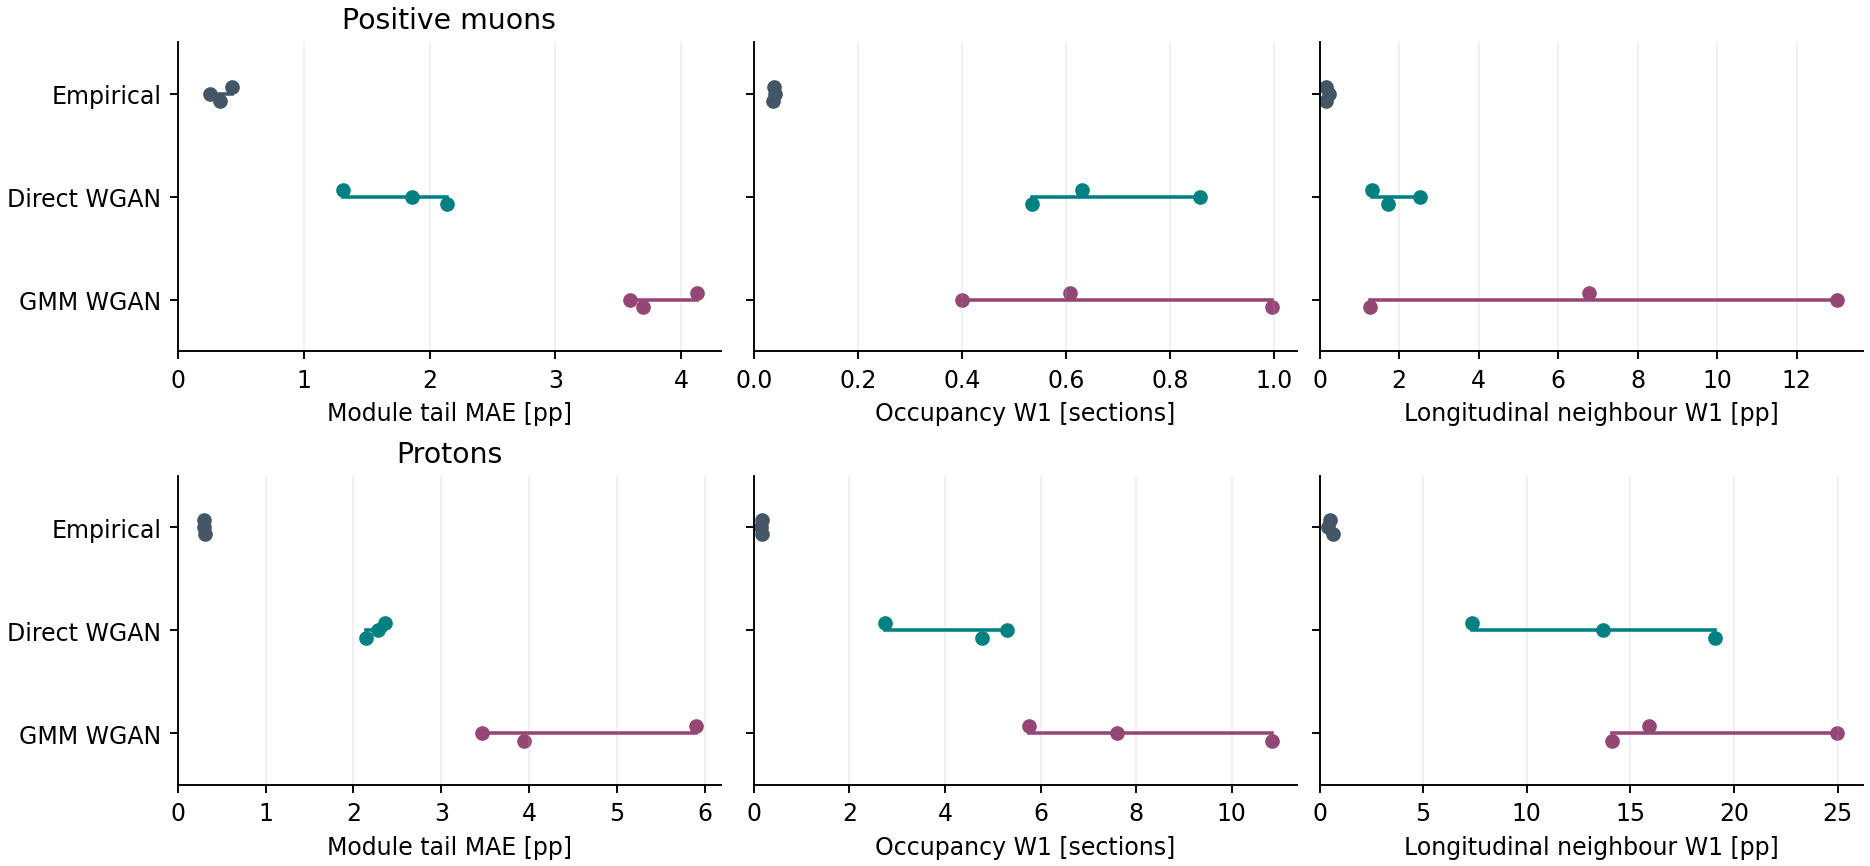 Positive muons
Empirical
Direct WGAN
GMM WGAN
0 1 2 3 4
Module tail MAE [pp]
0.0 0.2 0.4 0.6 0.8 1.0
Occupancy W1 [sections]
0 2 4 6 8 10 12
Longitudinal neighbour W1 [pp]
Protons
Empirical
Direct WGAN
GMM WGAN
0 1 2 3 4 5 6
Module tail MAE [pp]
0 2 4 6 8 10
Occupancy W1 [sections]
0 5 10 15 20 25
Longitudinal neighbour W1 [pp]